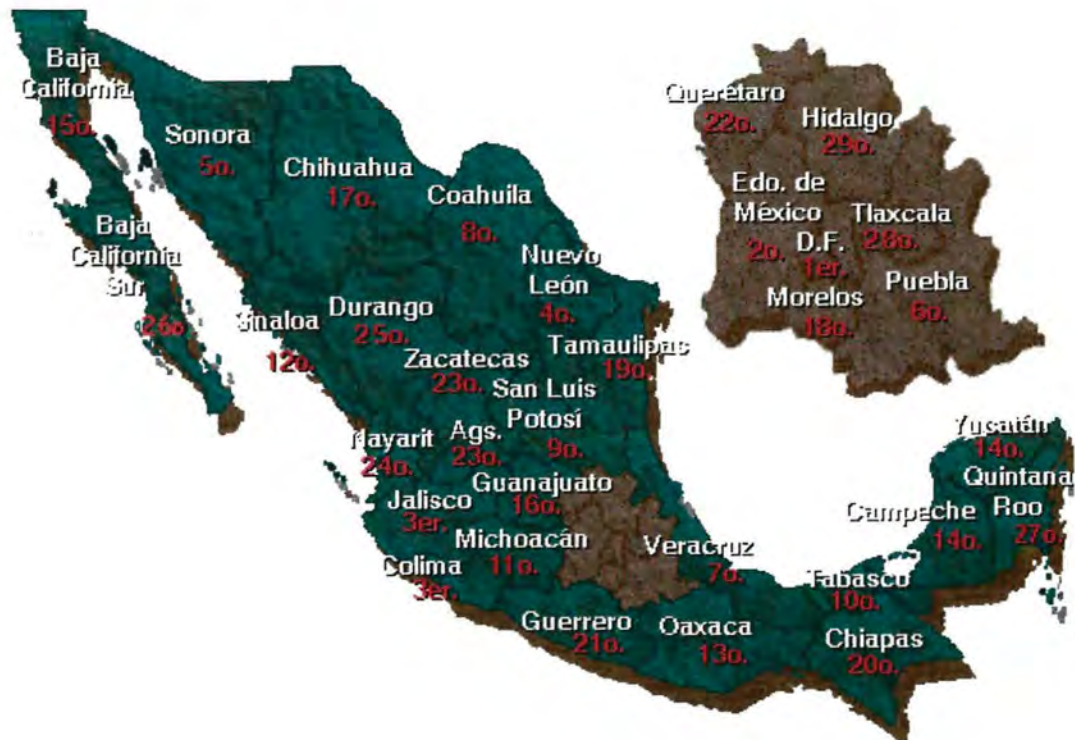 Baja
California
15o.
Sonora
5o.
Chihuahua
17o.
Coahuila
8o.
Baja
California
Sur
26o
Nuevo
León
4o.
Sinaloa
12o.
Durango
25o.
Zacatecas
23o.
Tamaulipas
19o.
San Luis
Potosí
9o.
Nayarit
24o.
Ags.
23o.
Guanajuato
16o.
Jalisco
3er.
Michoacán
11o.
Colima
3er.
Veracruz
7o.
Guerrero
21o.
Oaxaca
13o.
Tabasco
10o.
Chiapas
20o.
Campeche
14o.
Yucatán
14o.
Quintana
Roo
27o.
Querétaro
22o.
Hidalgo
29o.
Edo. de
México
2o.
D.F.
1er.
Tlaxcala
28o.
Morelos
18o.
Puebla
6o.